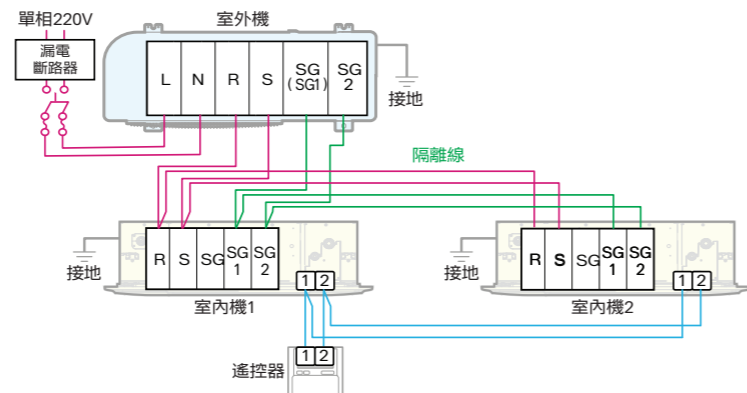 單相220V
室外機
漏電
斷路器
L N R S SG (SG1) SG 2
接地
隔離線
接地
R S SG SG 1 SG 2
1 2
室內機1
接地
R S SG SG 1 SG 2
1 2
室內機2
遙控器
1 2